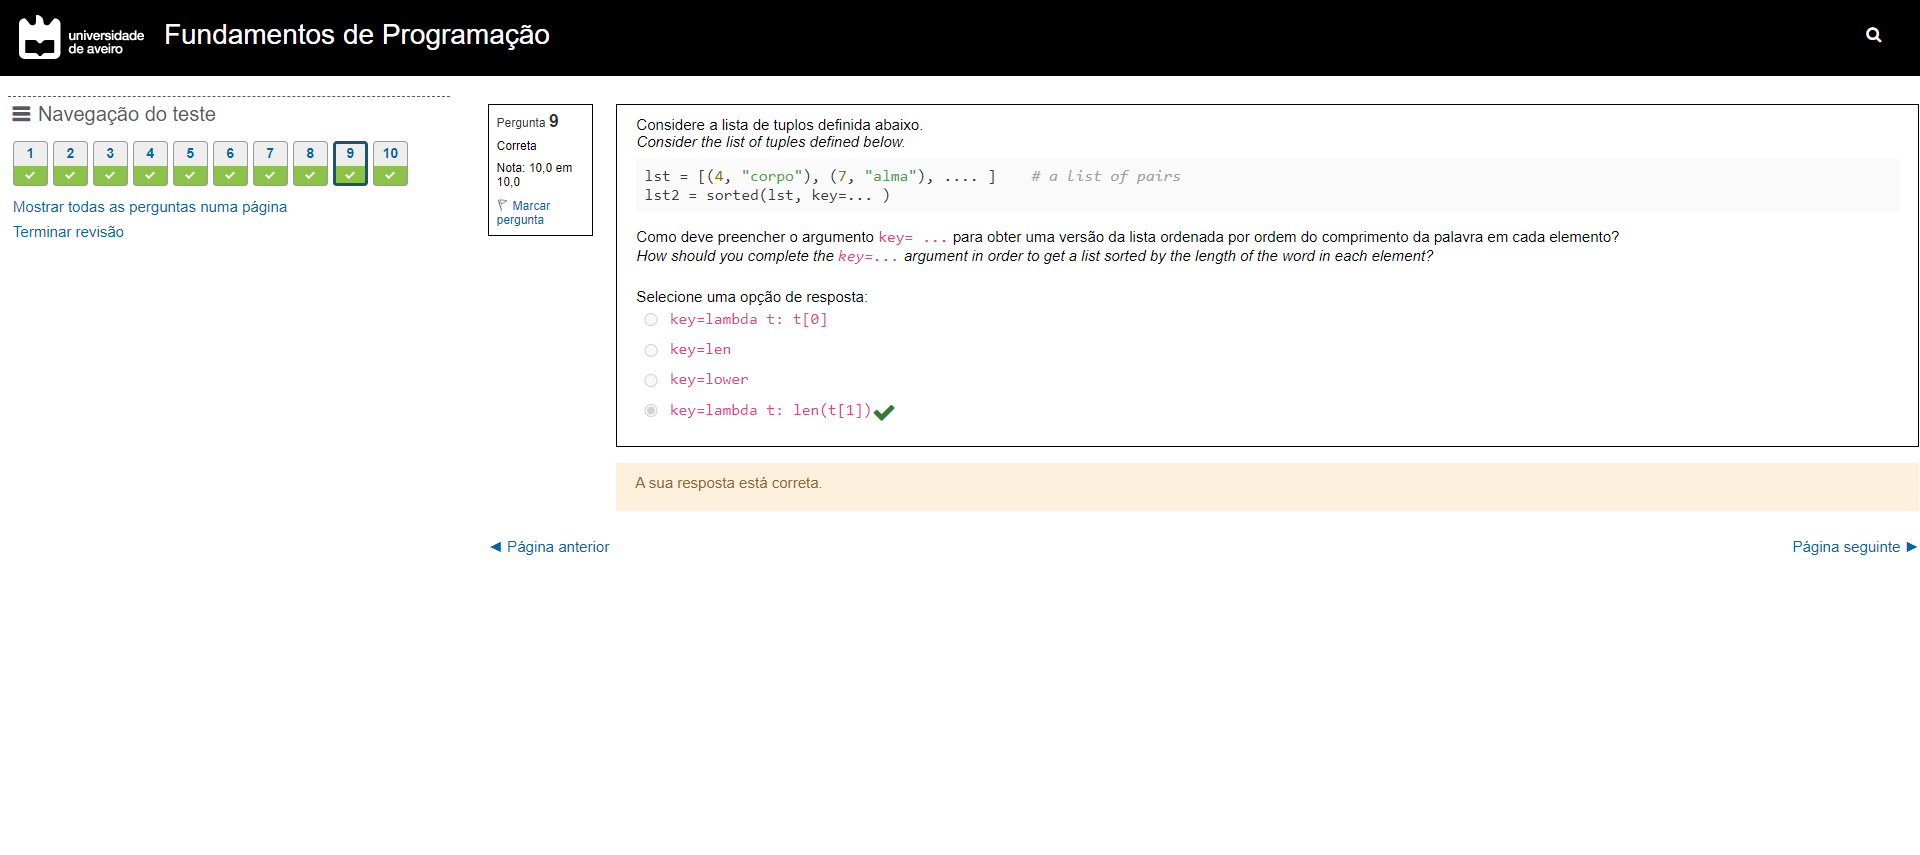 universidade
de aveiro
Fundamentos de Programação
Navegação do teste
1 2 3 4 5 6 7 8 9 10
Mostrar todas as perguntas numa página
Terminar revisão
Pergunta 9
Correta
Nota: 10,0 em
10,0
Marcar
pergunta
Considere a lista de tuplos definida abaixo.
Consider the list of tuples defined below.
lst = [(4, "corpo"), (7, "alma"), .... ]    # a list of pairs
lst2 = sorted(lst, key=... )
Como deve preencher o argumento key= ... para obter uma versão da lista ordenada por ordem do comprimento da palavra em cada elemento?
How should you complete the key=... argument in order to get a list sorted by the length of the word in each element?
Selecione uma opção de resposta:
key=lambda t: t[0]
key=len
key=lower
key=lambda t: len(t[1])
A sua resposta está correta.
◄ Página anterior
Página seguinte ►